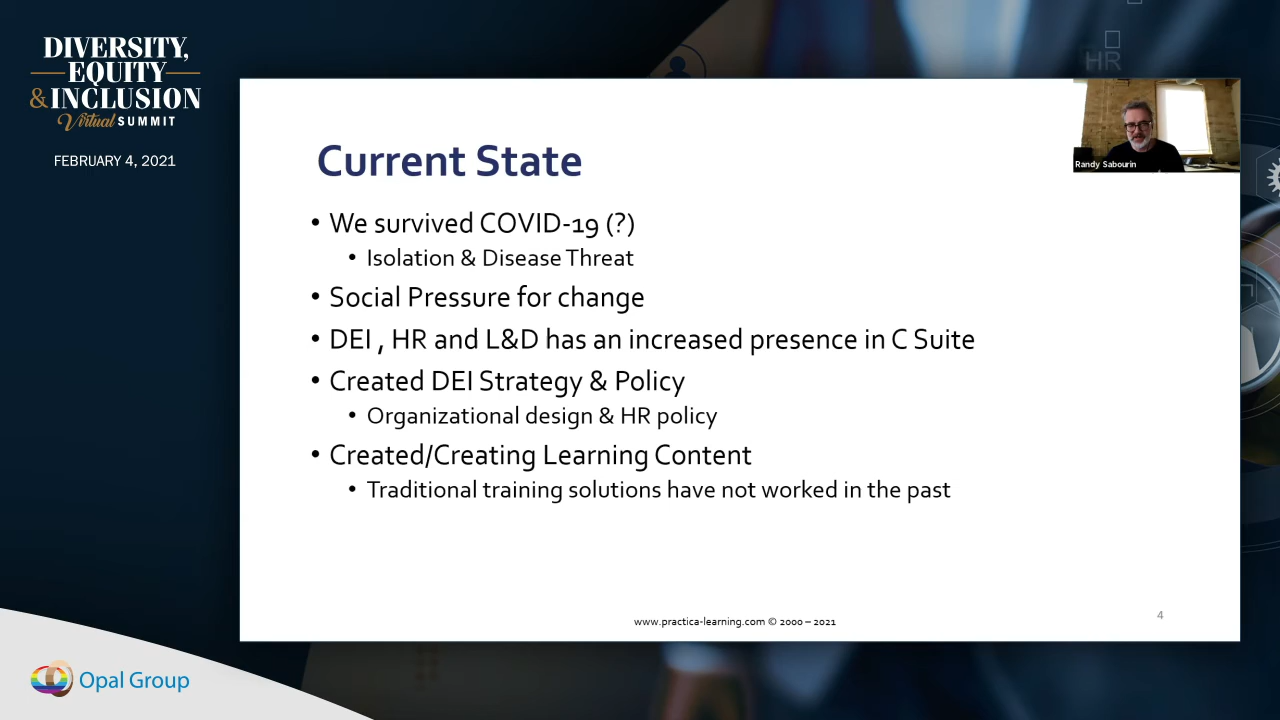 DIVERSITY,
EQUITY
& INCLUSION
Virtual SUMMIT
FEBRUARY 4, 2021
HR
Randy Sabourin
Current State
• We survived COVID-19 (?)
• Isolation & Disease Threat
• Social Pressure for change
• DEI , HR and L&D has an increased presence in C Suite
• Created DEI Strategy & Policy
• Organizational design & HR policy
• Created/Creating Learning Content
• Traditional training solutions have not worked in the past
www.practica-learning.com © 2000 – 2021
4
Opal Group